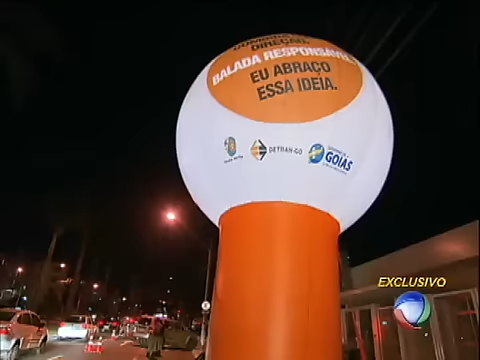 DIREÇÃO.
BALADA RESPONSÁVEL
EU ABRAÇO
ESSA IDEIA.
DETRAN-GO
GOIÁS
EXCLUSIVO